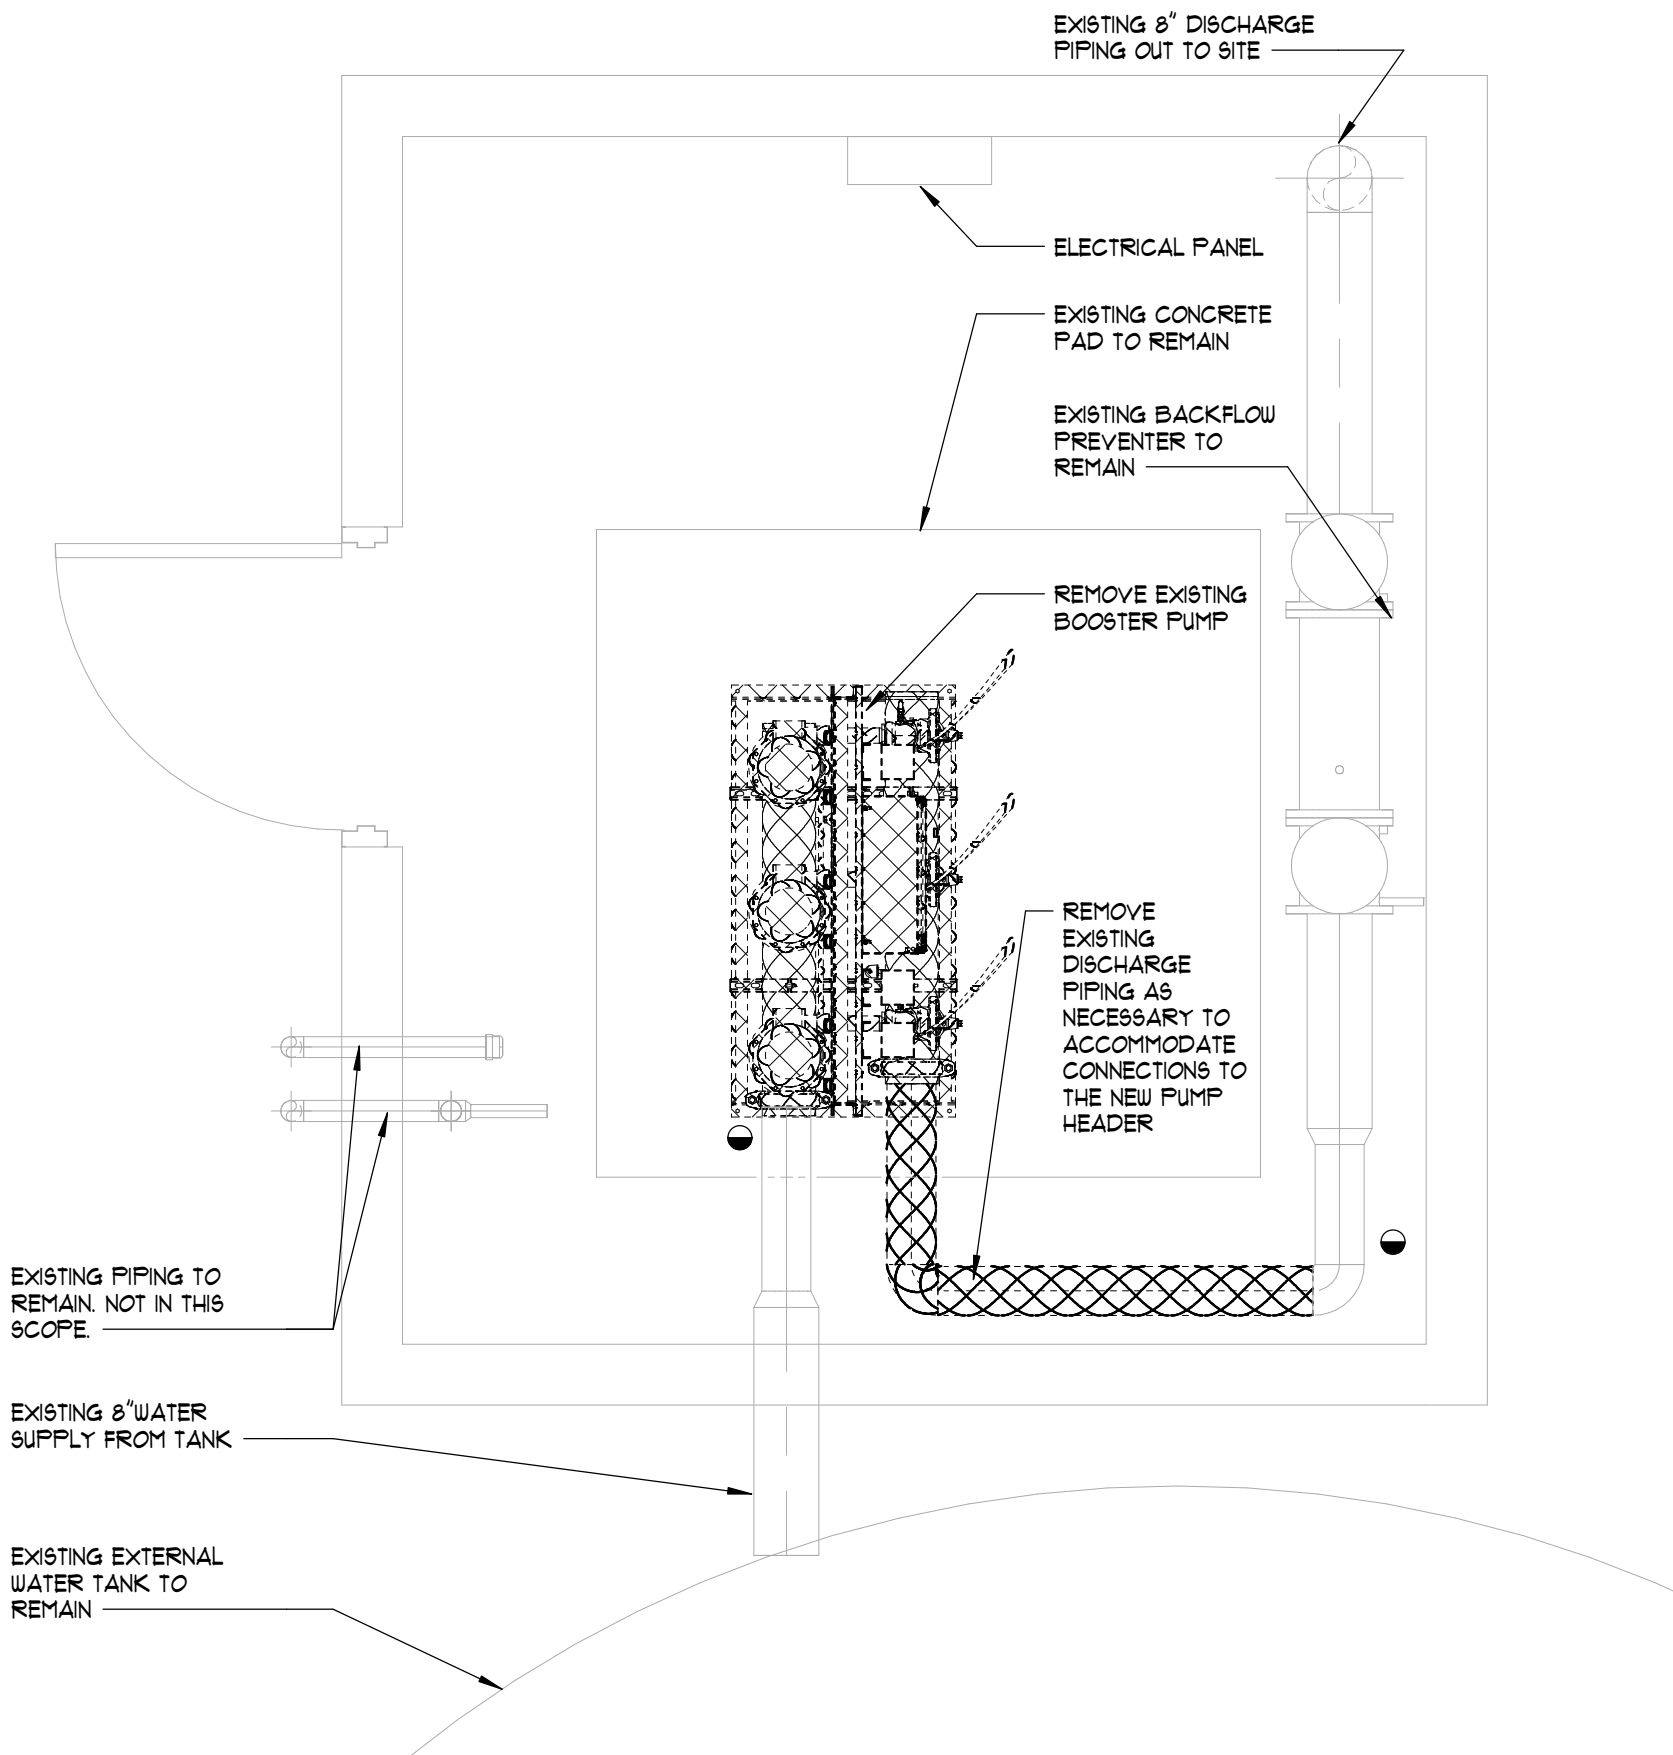 EXISTING 8" DISCHARGE
PIPING OUT TO SITE
ELECTRICAL PANEL
EXISTING CONCRETE
PAD TO REMAIN
EXISTING BACKFLOW
PREVENTER TO
REMAIN
REMOVE EXISTING
BOOSTER PUMP
REMOVE
EXISTING
DISCHARGE
PIPING AS
NECESSARY TO
ACCOMMODATE
CONNECTIONS TO
THE NEW PUMP
HEADER
EXISTING PIPING TO
REMAIN. NOT IN THIS
SCOPE.
EXISTING 8"WATER
SUPPLY FROM TANK
EXISTING EXTERNAL
WATER TANK TO
REMAIN